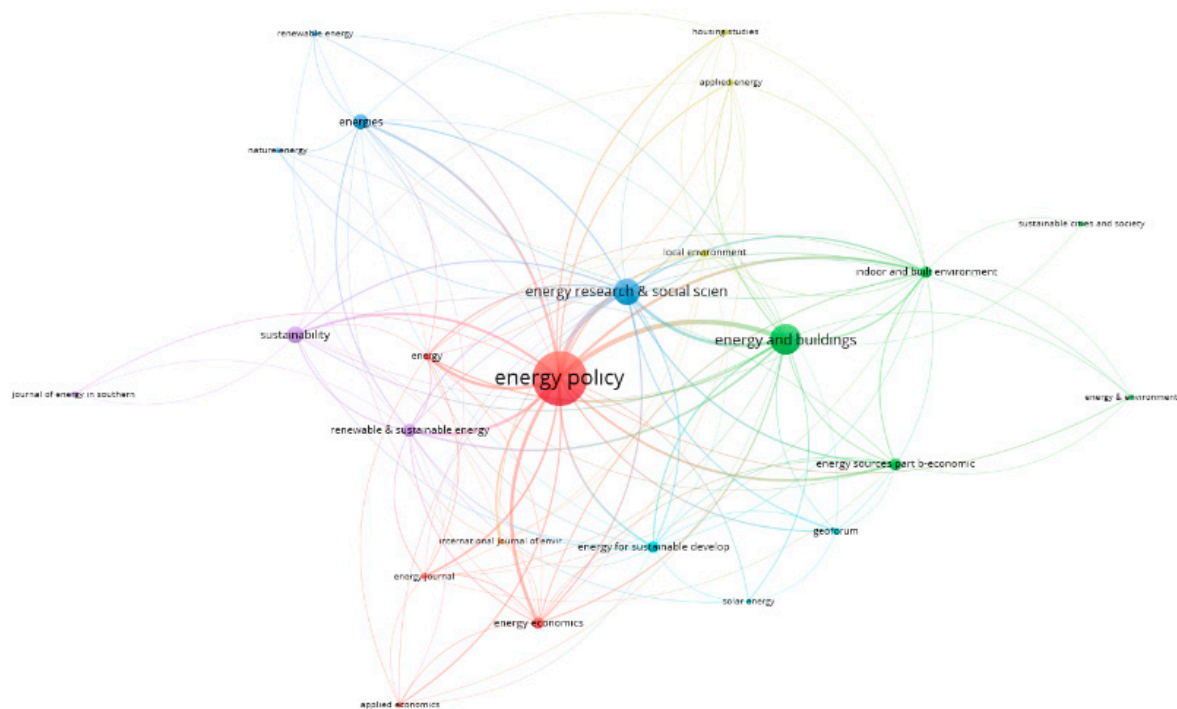 renewable energy
housing studies
applied energy
energies
nature energy
sustainable cities and society
local environment
indoor and built environment
energy research & social scien
sustainability
energy and buildings
energy
energy policy
journal of energy in southern
energy & environment
renewable & sustainable energy
energy sources part b-economic
geoforum
international journal of envir
energy for sustainable develop
energy journal
solar energy
energy economics
applied economics